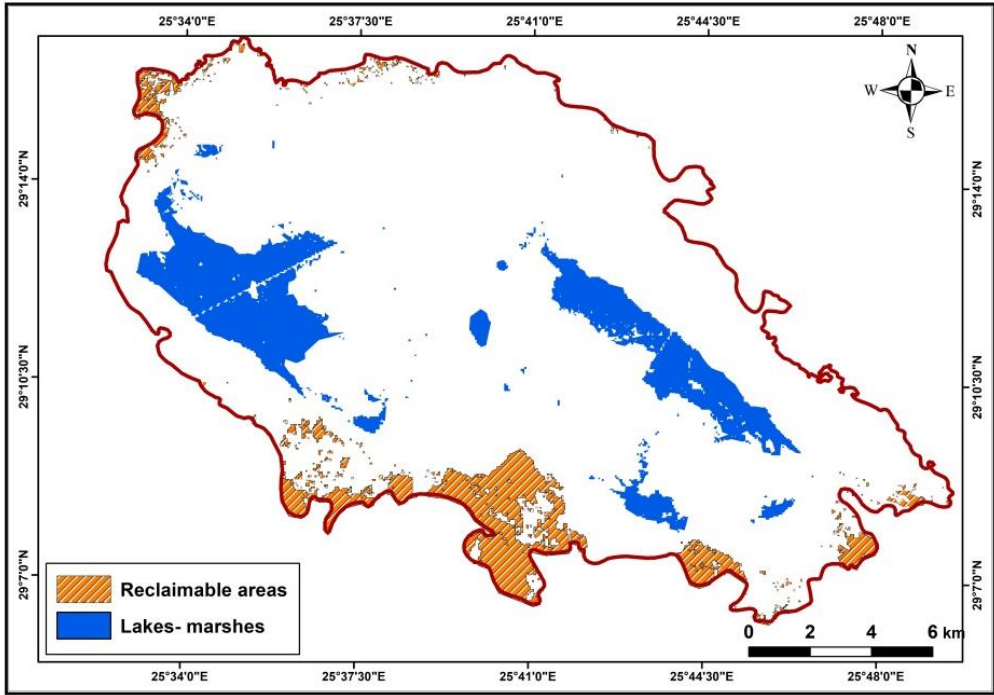 25°34'0"E 25°37'30"E 25°41'0"E 25°44'30"E 25°48'0"E
N
W E
S
29°14'0"N 29°14'0"N
29°10'30"N 29°10'30"N
29°7'0"N 29°7'0"N
Reclaimable areas
Lakes- marshes
0 2 4 6 km
25°34'0"E 25°37'30"E 25°41'0"E 25°44'30"E 25°48'0"E